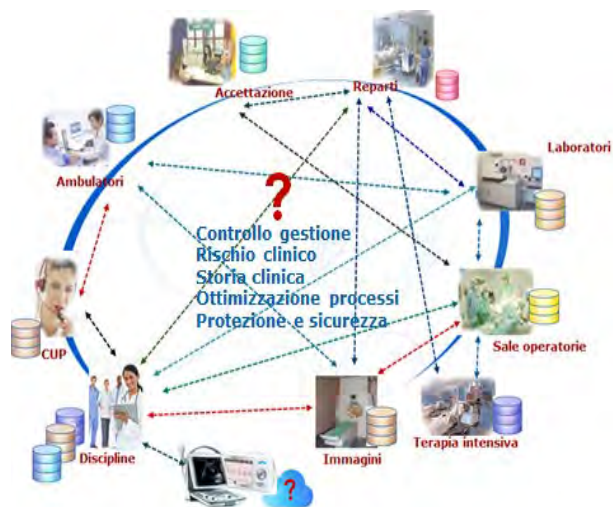 Accettazione
Reparti
Laboratori
Ambulatori
?
Controllo gestione
Rischio clinico
Storia clinica
Ottimizzazione processi
Protezione e sicurezza
CUP
Sale operatorie
Discipline
Immagini
Terapia intensiva
?